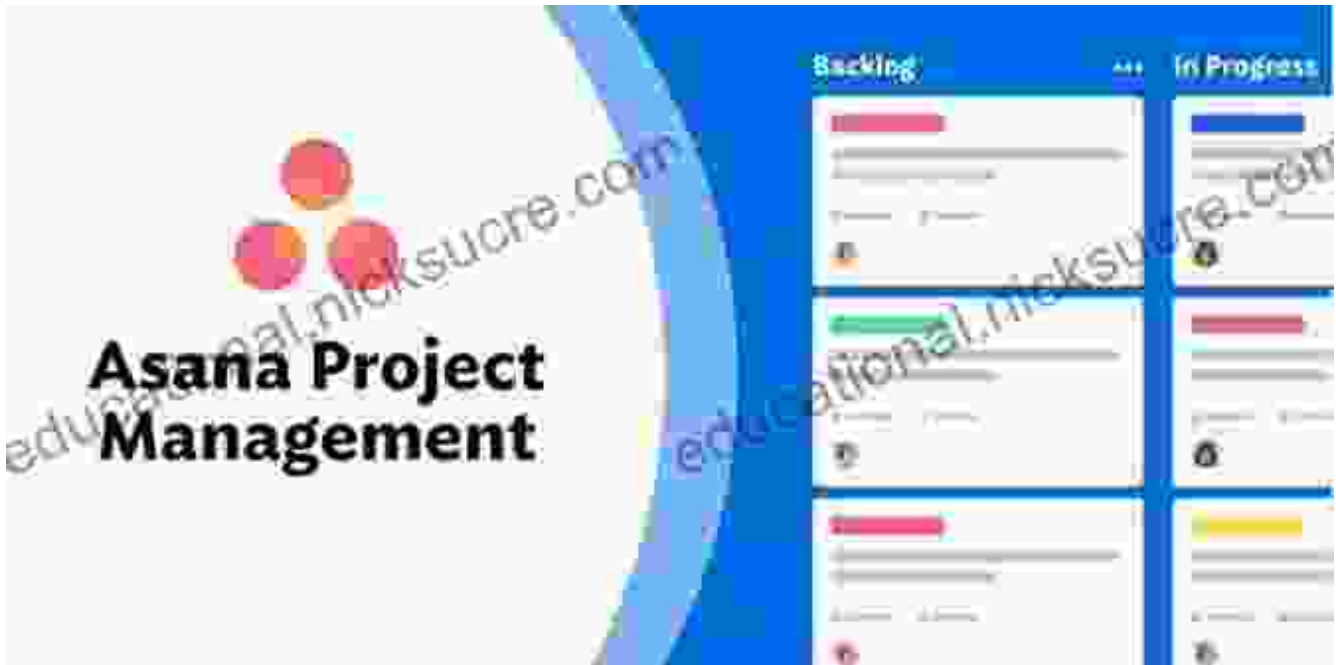 Backlog ... In Progress
Asana Project
Management
educational.nicksucre.com
educational.nicksucre.com